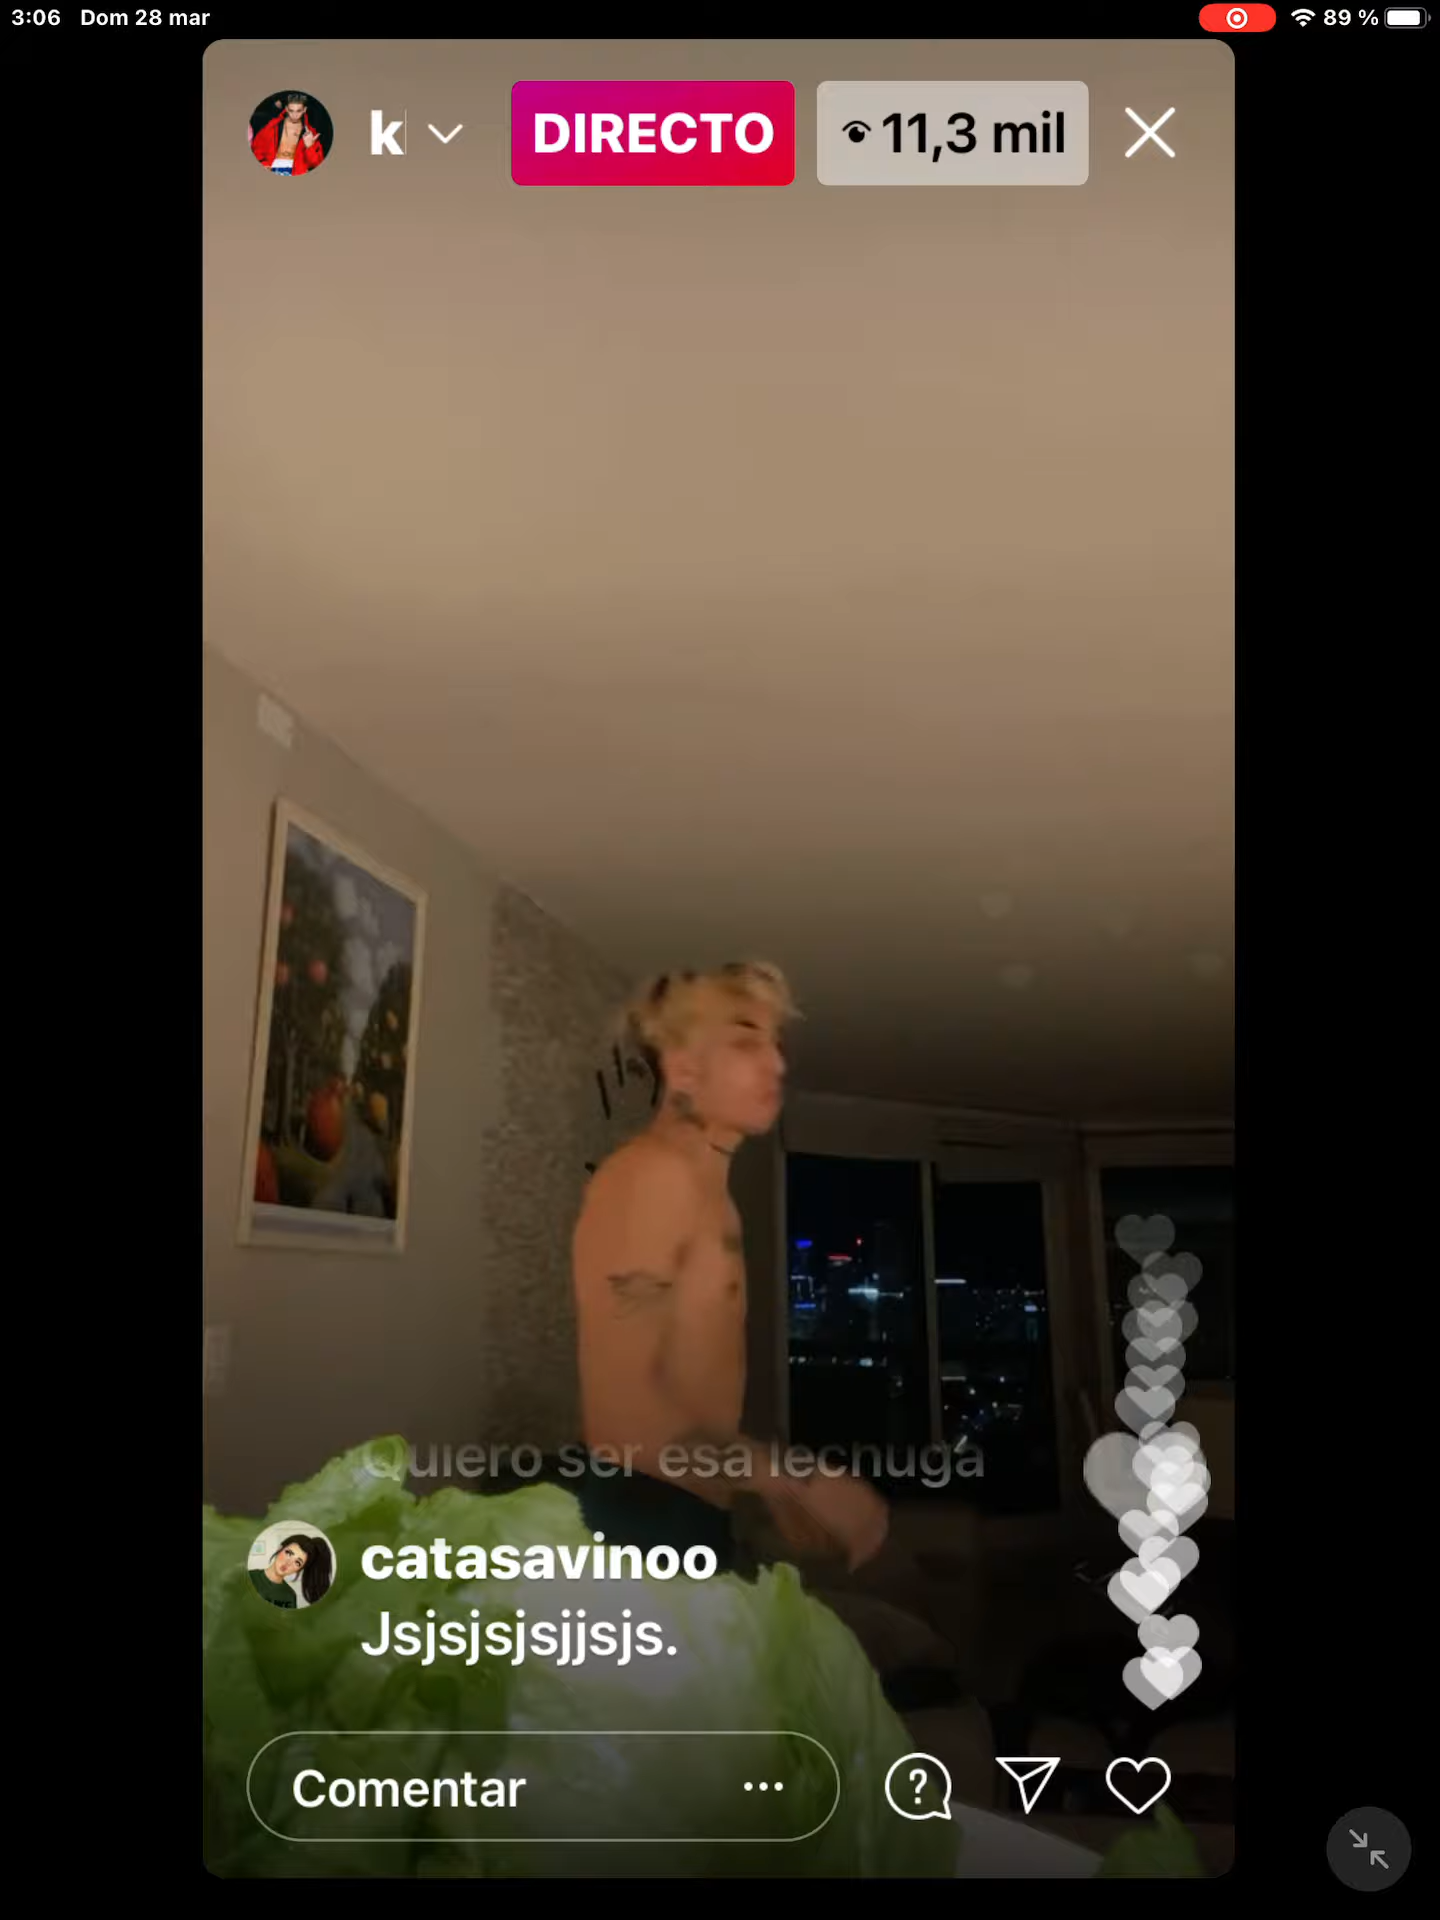 3:06 Dom 28 mar 89 %
k DIRECTO 11,3 mil
Quiero ser esa lechuga
catasavinoo
Jsjsjsjsjjsjs.
Comentar ...